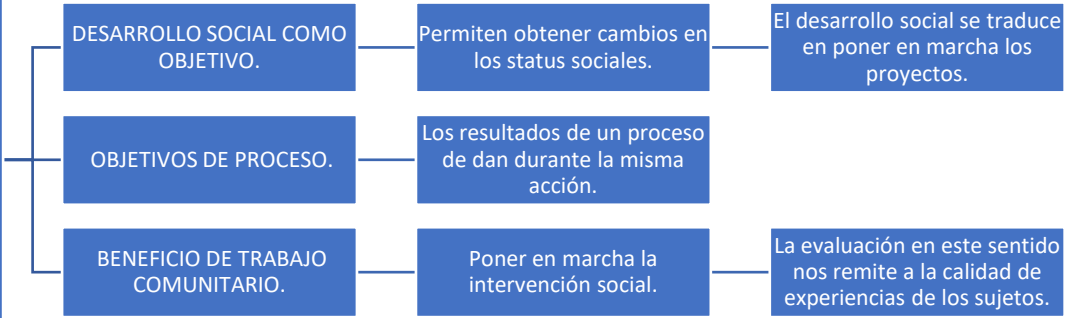 DESARROLLO SOCIAL COMO
OBJETIVO.
Permiten obtener cambios en
los status sociales.
El desarrollo social se traduce
en poner en marcha los
proyectos.
OBJETIVOS DE PROCESO.
Los resultados de un proceso
de dan durante la misma
acción.
BENEFICIO DE TRABAJO
COMUNITARIO.
Poner en marcha la
intervención social.
La evaluación en este sentido
nos remite a la calidad de
experiencias de los sujetos.